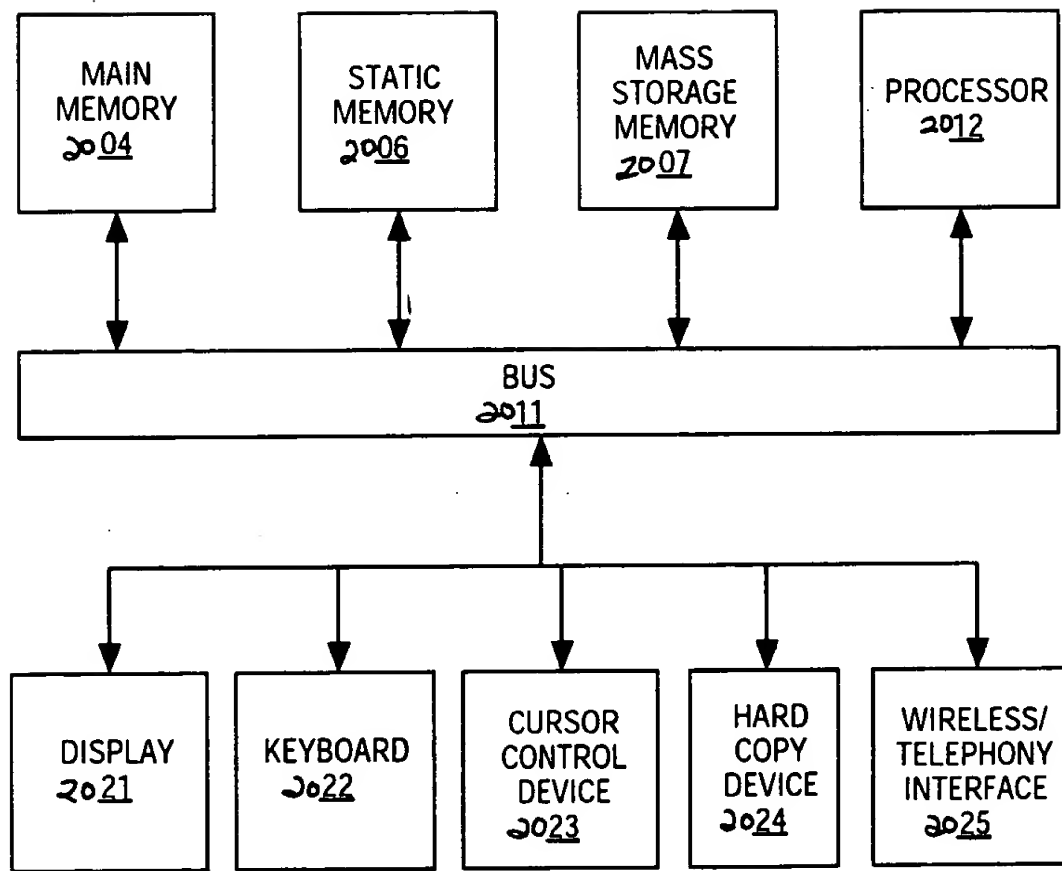 MAIN
MEMORY
2004
STATIC
MEMORY
2006
MASS
STORAGE
MEMORY
2007
PROCESSOR
2012
BUS
2011
DISPLAY
2021
KEYBOARD
2022
CURSOR
CONTROL
DEVICE
2023
HARD
COPY
DEVICE
2024
WIRELESS/
TELEPHONY
INTERFACE
2025